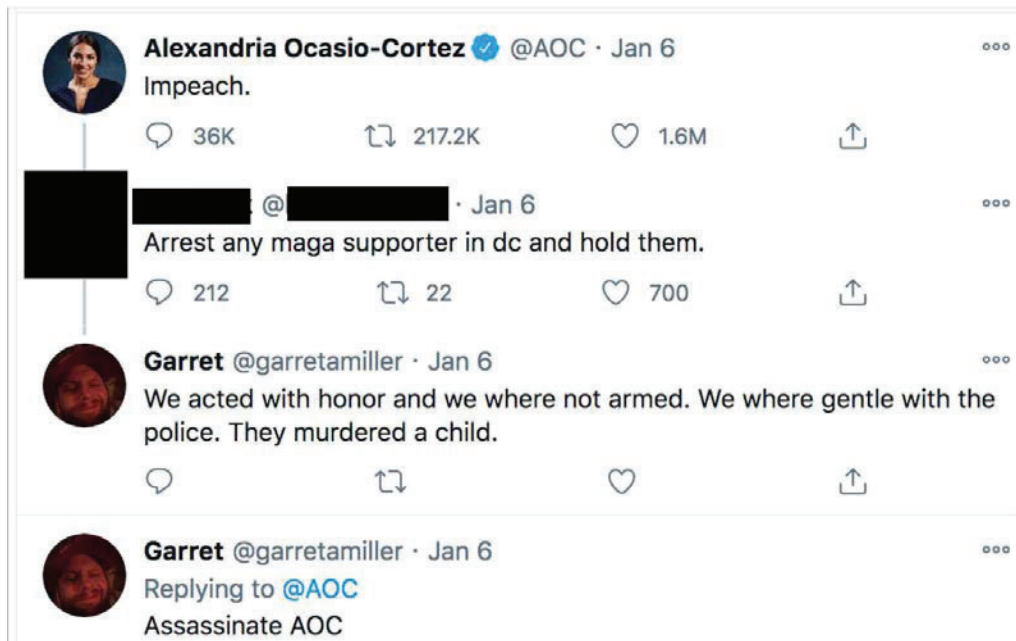 Alexandria Ocasio-Cortez @AOC · Jan 6
Impeach.
36K 217.2K 1.6M
@ · Jan 6
Arrest any maga supporter in dc and hold them.
212 22 700
Garret @garretamiller · Jan 6
We acted with honor and we where not armed. We where gentle with the
police. They murdered a child.
Garret @garretamiller · Jan 6
Replying to @AOC
Assassinate AOC